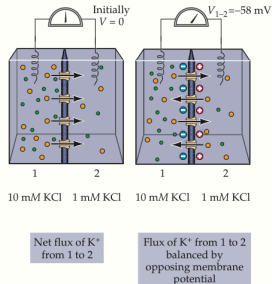 Initially
V = 0
V1–2=–58 mV
1
2
1
2
10 mM KCl
1 mM KCl
10 mM KCl
1 mM KCl
Net flux of K+
from 1 to 2
Flux of K+ from 1 to 2
balanced by
opposing membrane
potential